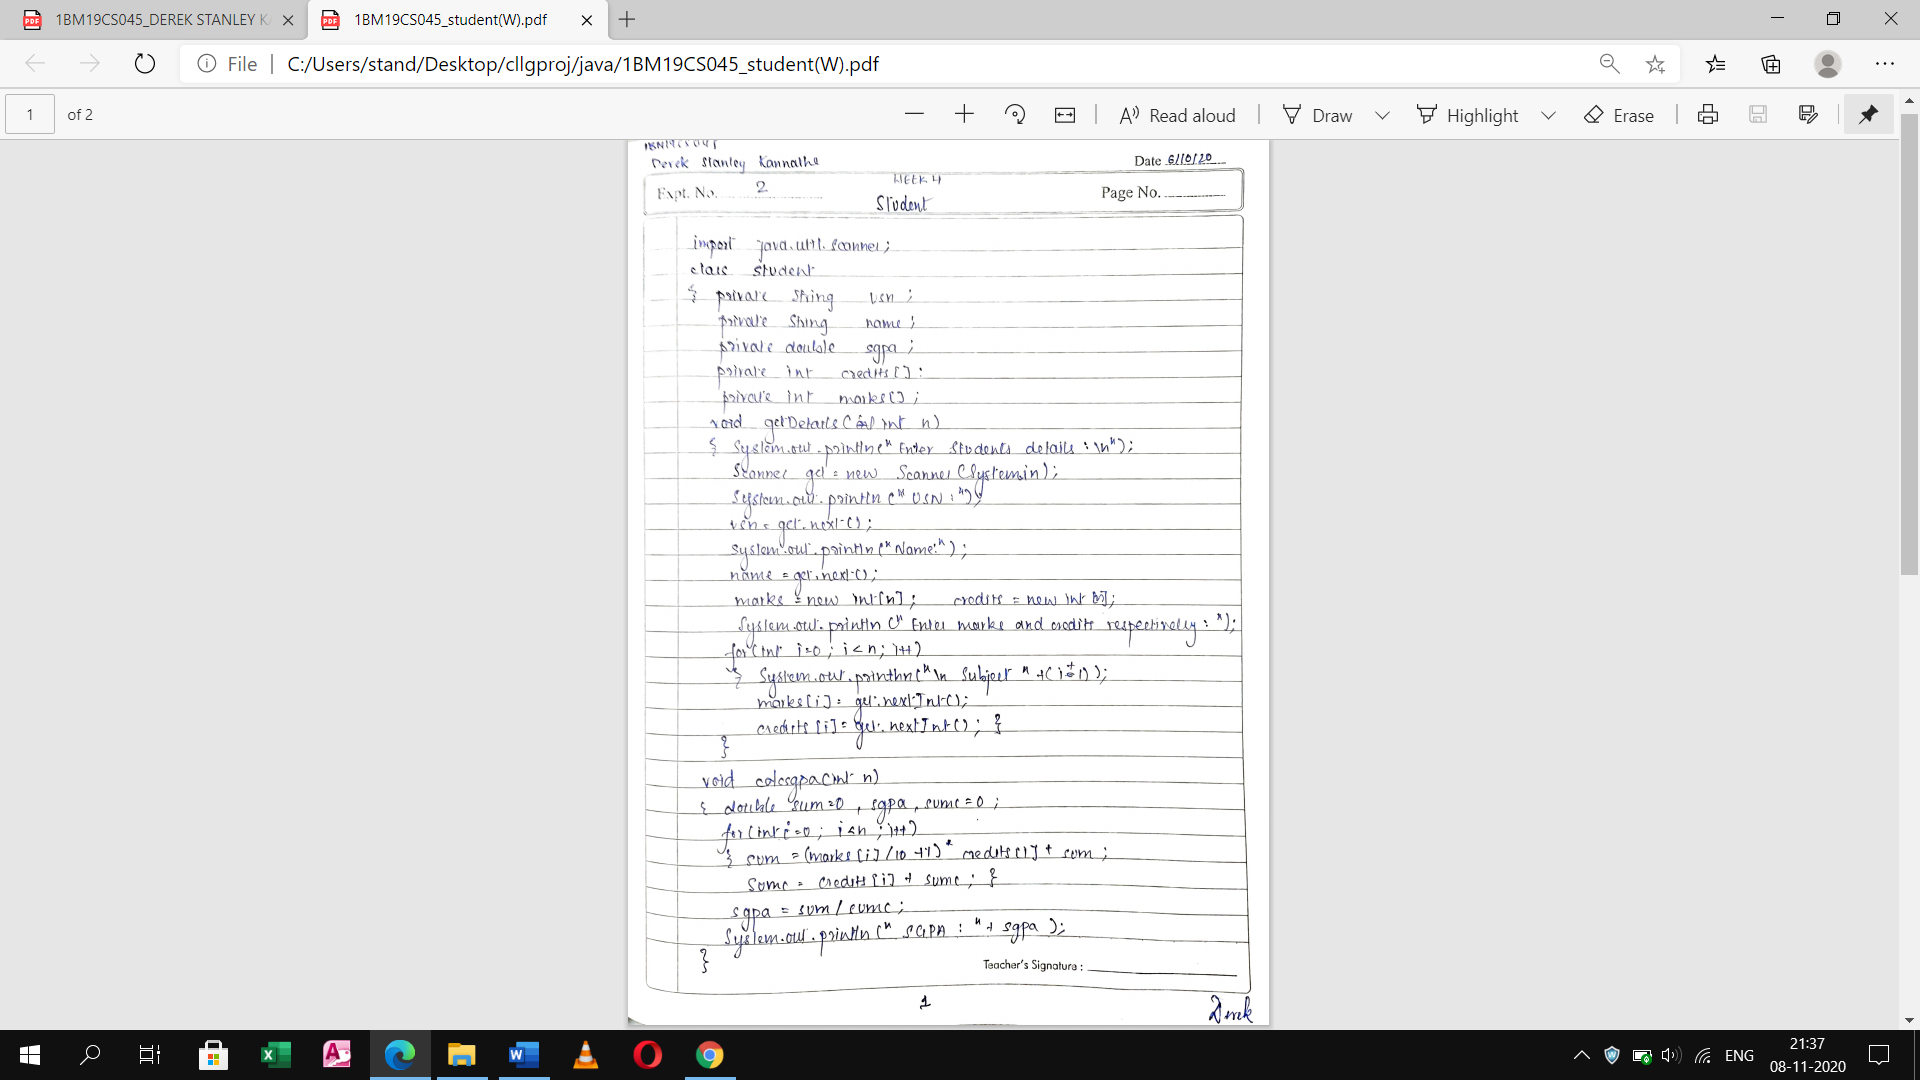 1BM19CS045_DEREK STANLEY KA
1BM19CS045_student(W).pdf
File
C:/Users/stand/Desktop/cllgproj/java/1BM19CS045_student(W).pdf
1 of 2
Read aloud
Draw
Highlight
Erase
Derek Stanley Kannathe
Date 6/10/20
WEEK 4
Expt. No. 2
Page No.
Student
import java.util.scanner;
class student
{ private string usn ;
private string name ;
private double sgpa ;
private int credits[] :
private int marks[] ;
void getDetails( int n)
{ System.out.println(" Enter students details : \n");
Scanner get = new Scanner (System.in);
System.out.println (" USN : ");
usn = get.next();
System.out.println (" Name:");
name = get.next();
marks = new int[n] ; credits = new int [n];
System.out.println (" Enter marks and credits respectively : ");
for(int i=0 ; i<n; i++)
{ System.out.println("\n Subject " +(i+1) );
marks[i] = get.nextInt();
credits [i] = get.nextInt() ; }
}
void calcsgpa(int n)
{ double sum=0 , sgpa , sumc=0 ;
for(int i=0 ; i<n ; i++)
{ sum = (marks[i]/10 +1) * credits[i] + sum ;
Sumc = credits [i] + sumc ; }
sgpa = sum / sumc ;
System.out.println (" SGPA : " + sgpa );
}
Teacher's Signature :
1
Derek
ENG
21:37
08-11-2020